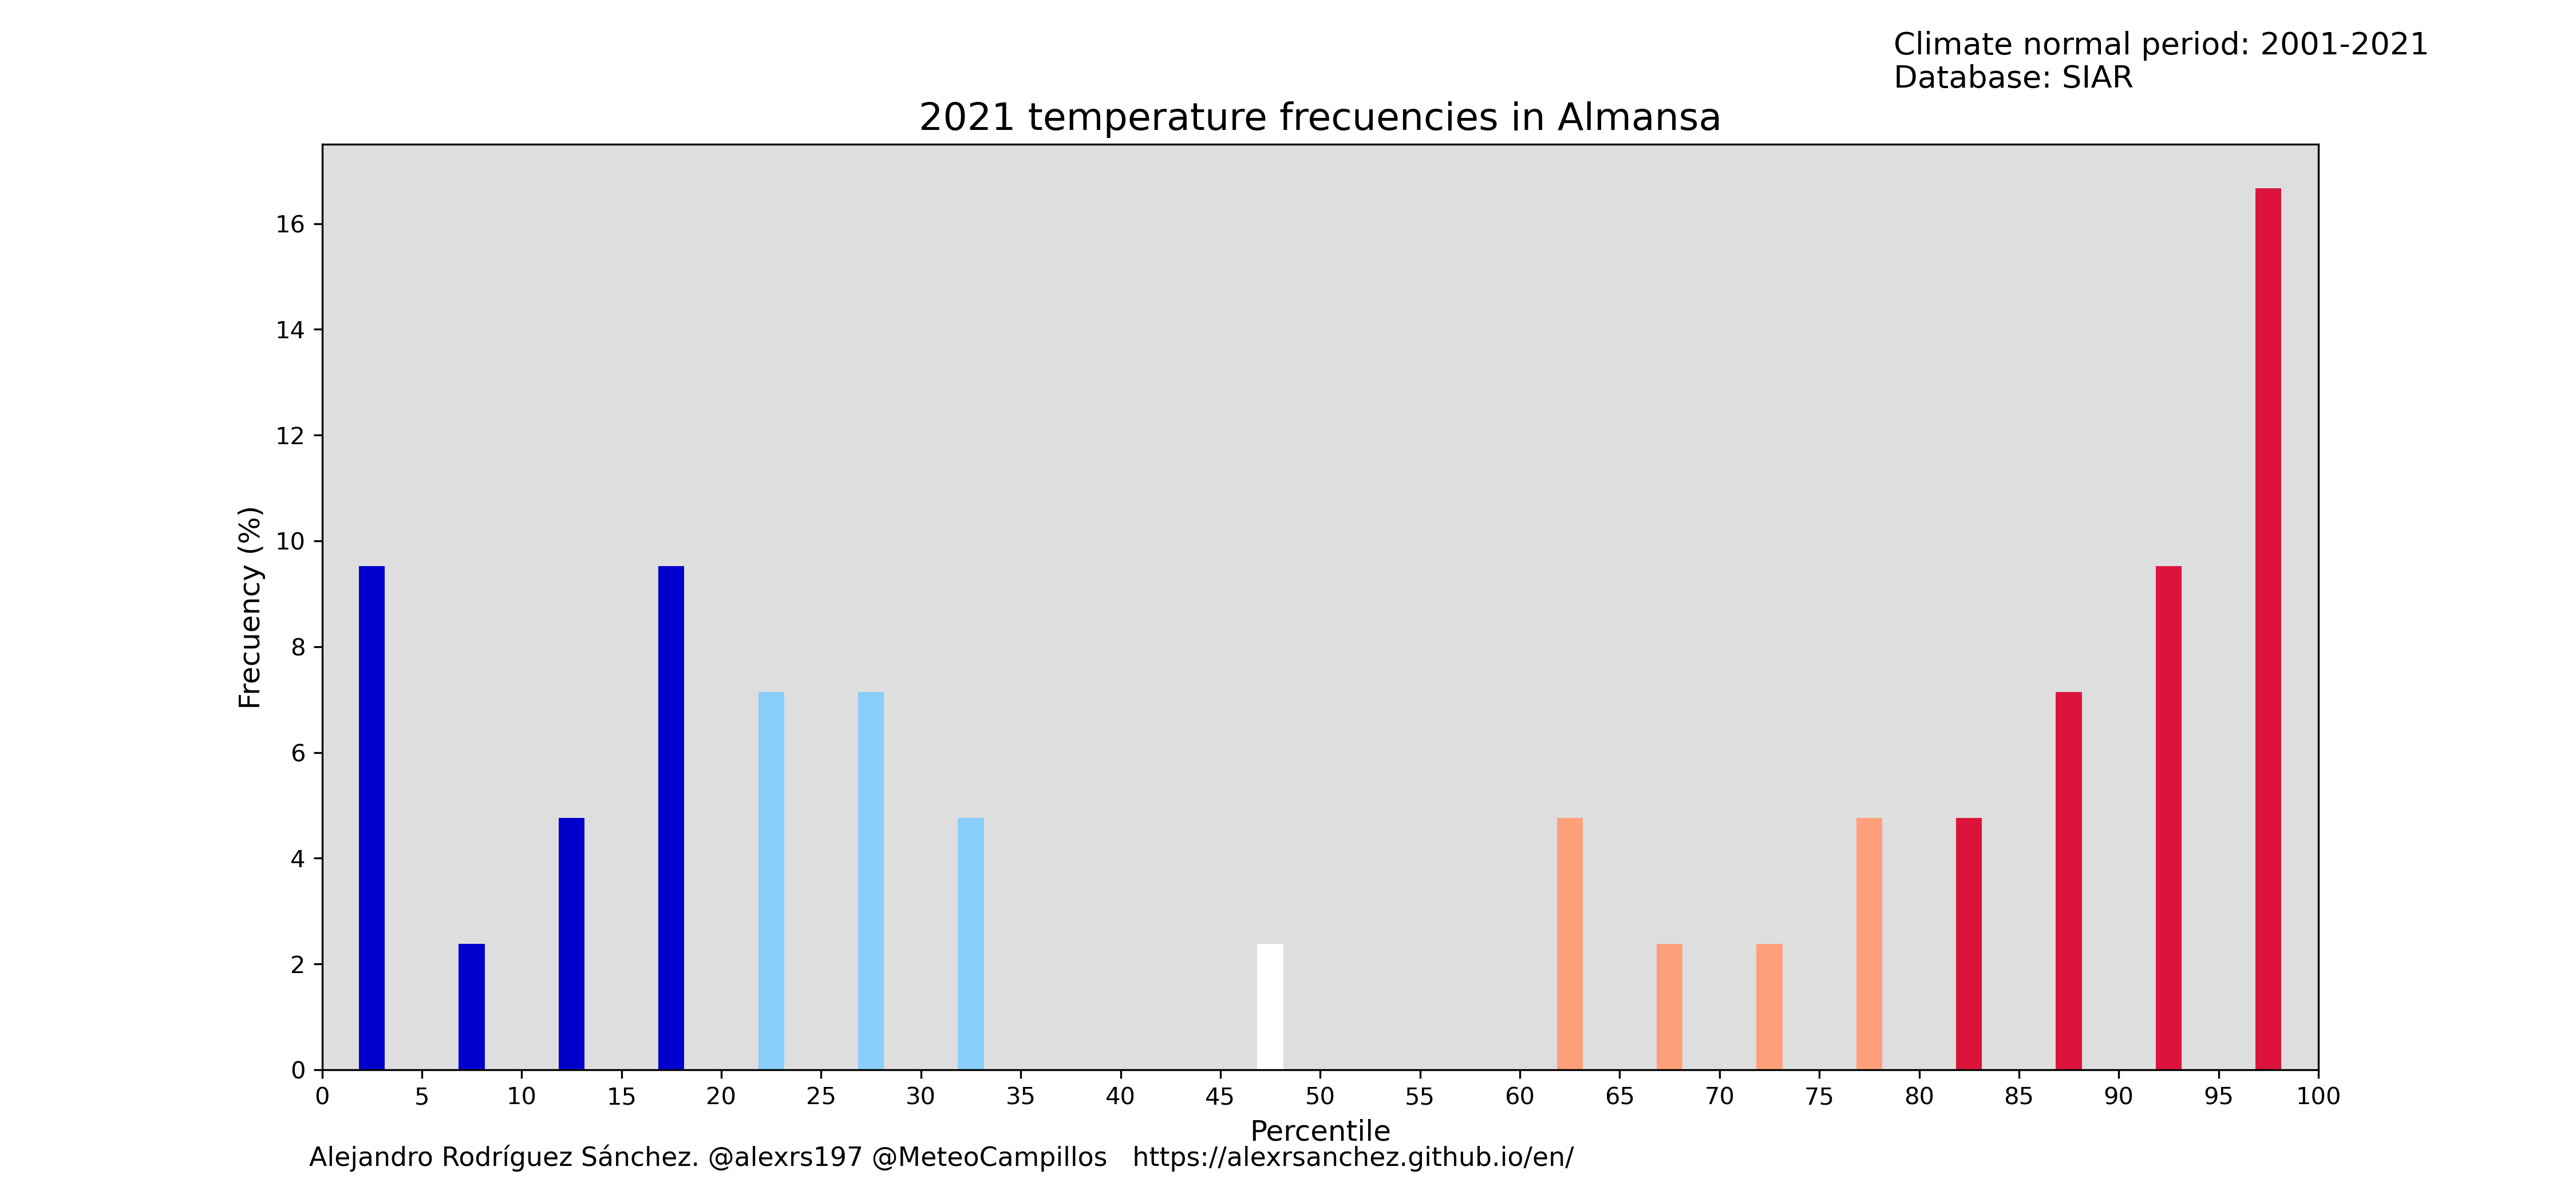 Climate normal period: 2001-2021
Database: SIAR
2021 temperature frecuencies in Almansa
Frecuency (%)
16
14
12
10
8
6
4
2
0
0 5 10 15 20 25 30 35 40 45 50 55 60 65 70 75 80 85 90 95 100
Percentile
Alejandro Rodríguez Sánchez. @alexrs197 @MeteoCampillos https://alexrsanchez.github.io/en/